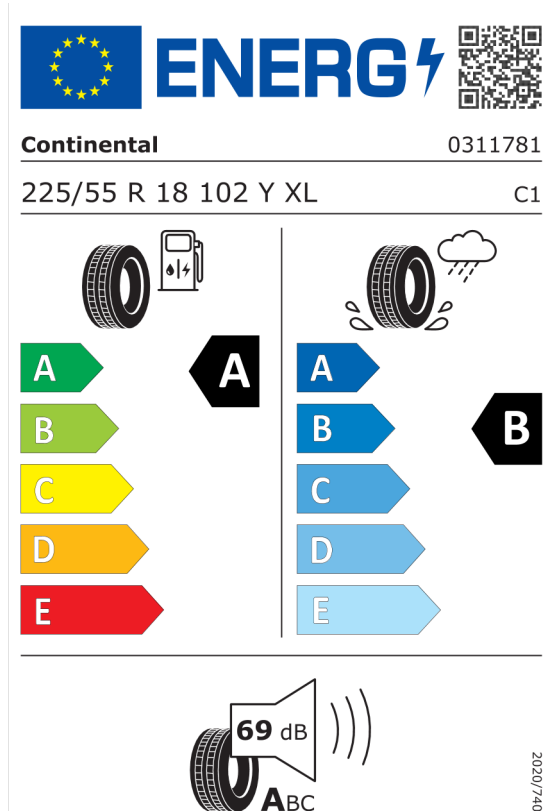 ENERG
Continental 0311781
225/55 R 18 102 Y XL C1
A A A
B B B
C C
D D
E E
69 dB
ABC
2020/740